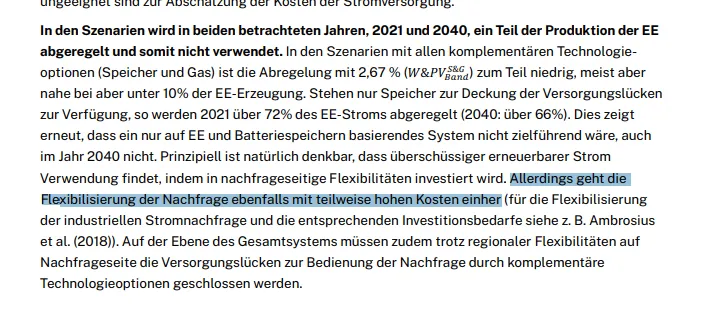 ungeeignet sind zur Abschätzung der Kosten der Stromversorgung.
In den Szenarien wird in beiden betrachteten Jahren, 2021 und 2040, ein Teil der Produktion der EE
abgeregelt und somit nicht verwendet. In den Szenarien mit allen komplementären Technologie-
optionen (Speicher und Gas) ist die Abregelung mit 2,67 % (W&PV_Band^S&G) zum Teil niedrig, meist aber
nahe bei aber unter 10% der EE-Erzeugung. Stehen nur Speicher zur Deckung der Versorgungslücken
zur Verfügung, so werden 2021 über 72% des EE-Stroms abgeregelt (2040: über 66%). Dies zeigt
erneut, dass ein nur auf EE und Batteriespeichern basierendes System nicht zielführend wäre, auch
im Jahr 2040 nicht. Prinzipiell ist natürlich denkbar, dass überschüssiger erneuerbarer Strom
Verwendung findet, indem in nachfrageseitige Flexibilitäten investiert wird. Allerdings geht die
Flexibilisierung der Nachfrage ebenfalls mit teilweise hohen Kosten einher (für die Flexibilisierung
der industriellen Stromnachfrage und die entsprechenden Investitionsbedarfe siehe z. B. Ambrosius
et al. (2018)). Auf der Ebene des Gesamtsystems müssen zudem trotz regionaler Flexibilitäten auf
Nachfrageseite die Versorgungslücken zur Bedienung der Nachfrage durch komplementäre
Technologieoptionen geschlossen werden.